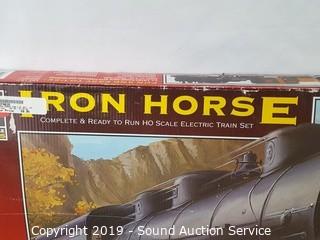 IRON HORSE
COMPLETE & READY TO RUN HO SCALE ELECTRIC TRAIN SET
Copyright 2019 - Sound Auction Service